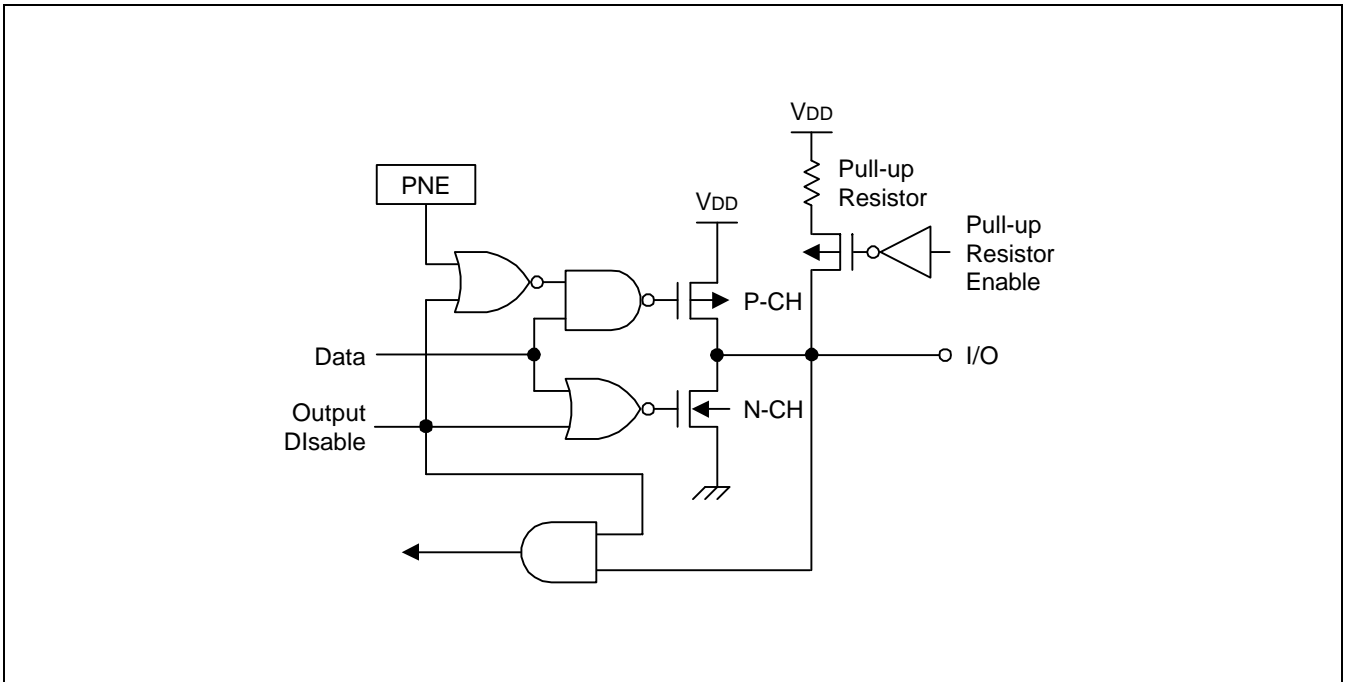 VDD
Pull-up
Resistor
PNE
VDD
Pull-up
Resistor
Enable
P-CH
Data
I/O
Output
DIsable
N-CH